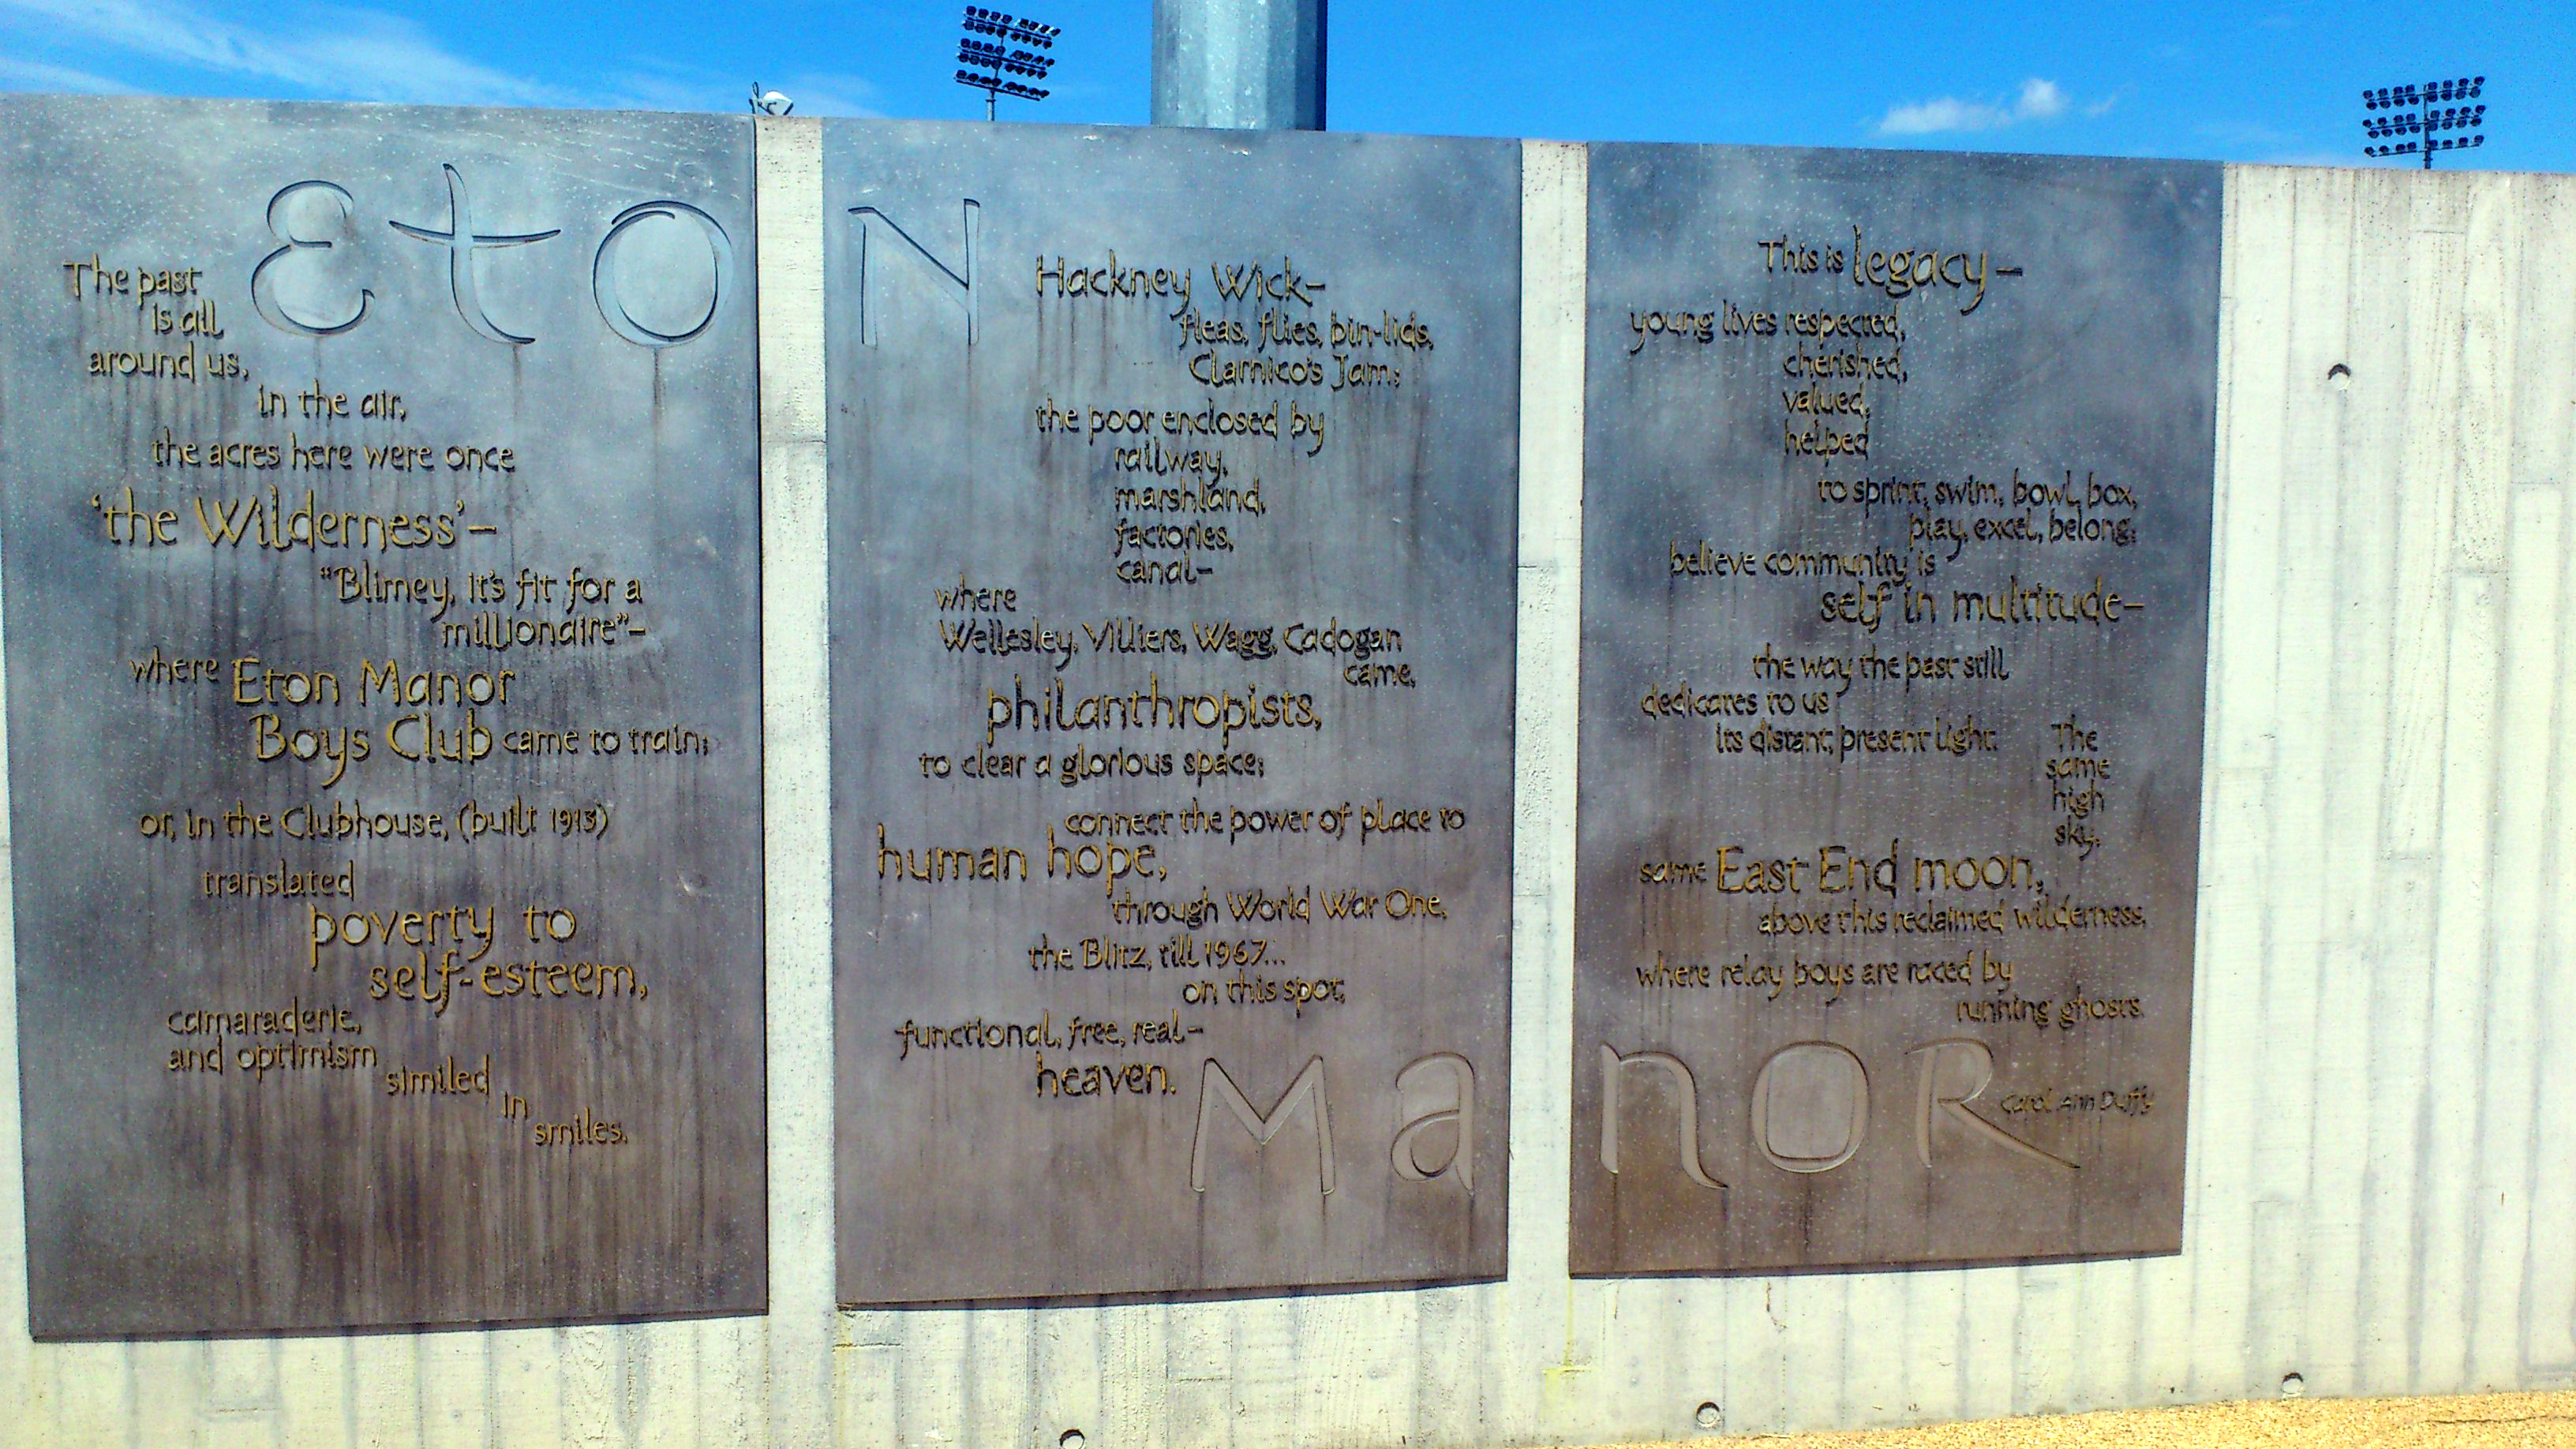 Eton
The past
is all
around us,
in the air,
the acres here were once
'the Wilderness'–
"Blimey, it's fit for a
millionaire"–
where Eton Manor
Boys Club came to train;
or, in the Clubhouse, (built 1913)
translated
poverty to
self-esteem,
camaraderie,
and optimism
similed
in
smiles.
Hackney Wick–
fleas, flies, bin-lids,
Clarnico's Jam;
the poor enclosed by
railway,
marshland,
factories,
canal–
where
Wellesley, Villiers, Wagg, Cadogan
came,
philanthropists,
to clear a glorious space;
connect the power of place to
human hope,
through World War One,
the Blitz, till 1967...
on this spot,
functional, free, real–
heaven.
This is legacy–
young lives respected,
cherished,
valued,
helped
to sprint, swim, bowl, box,
play, excel, belong;
believe community is
self in multitude–
the way the past still
dedicates to us
its distant, present light. The
same
high
sky,
same East End moon,
above this reclaimed wilderness,
where relay boys are raced by
running ghosts.
Manor
Carol Ann Duffy